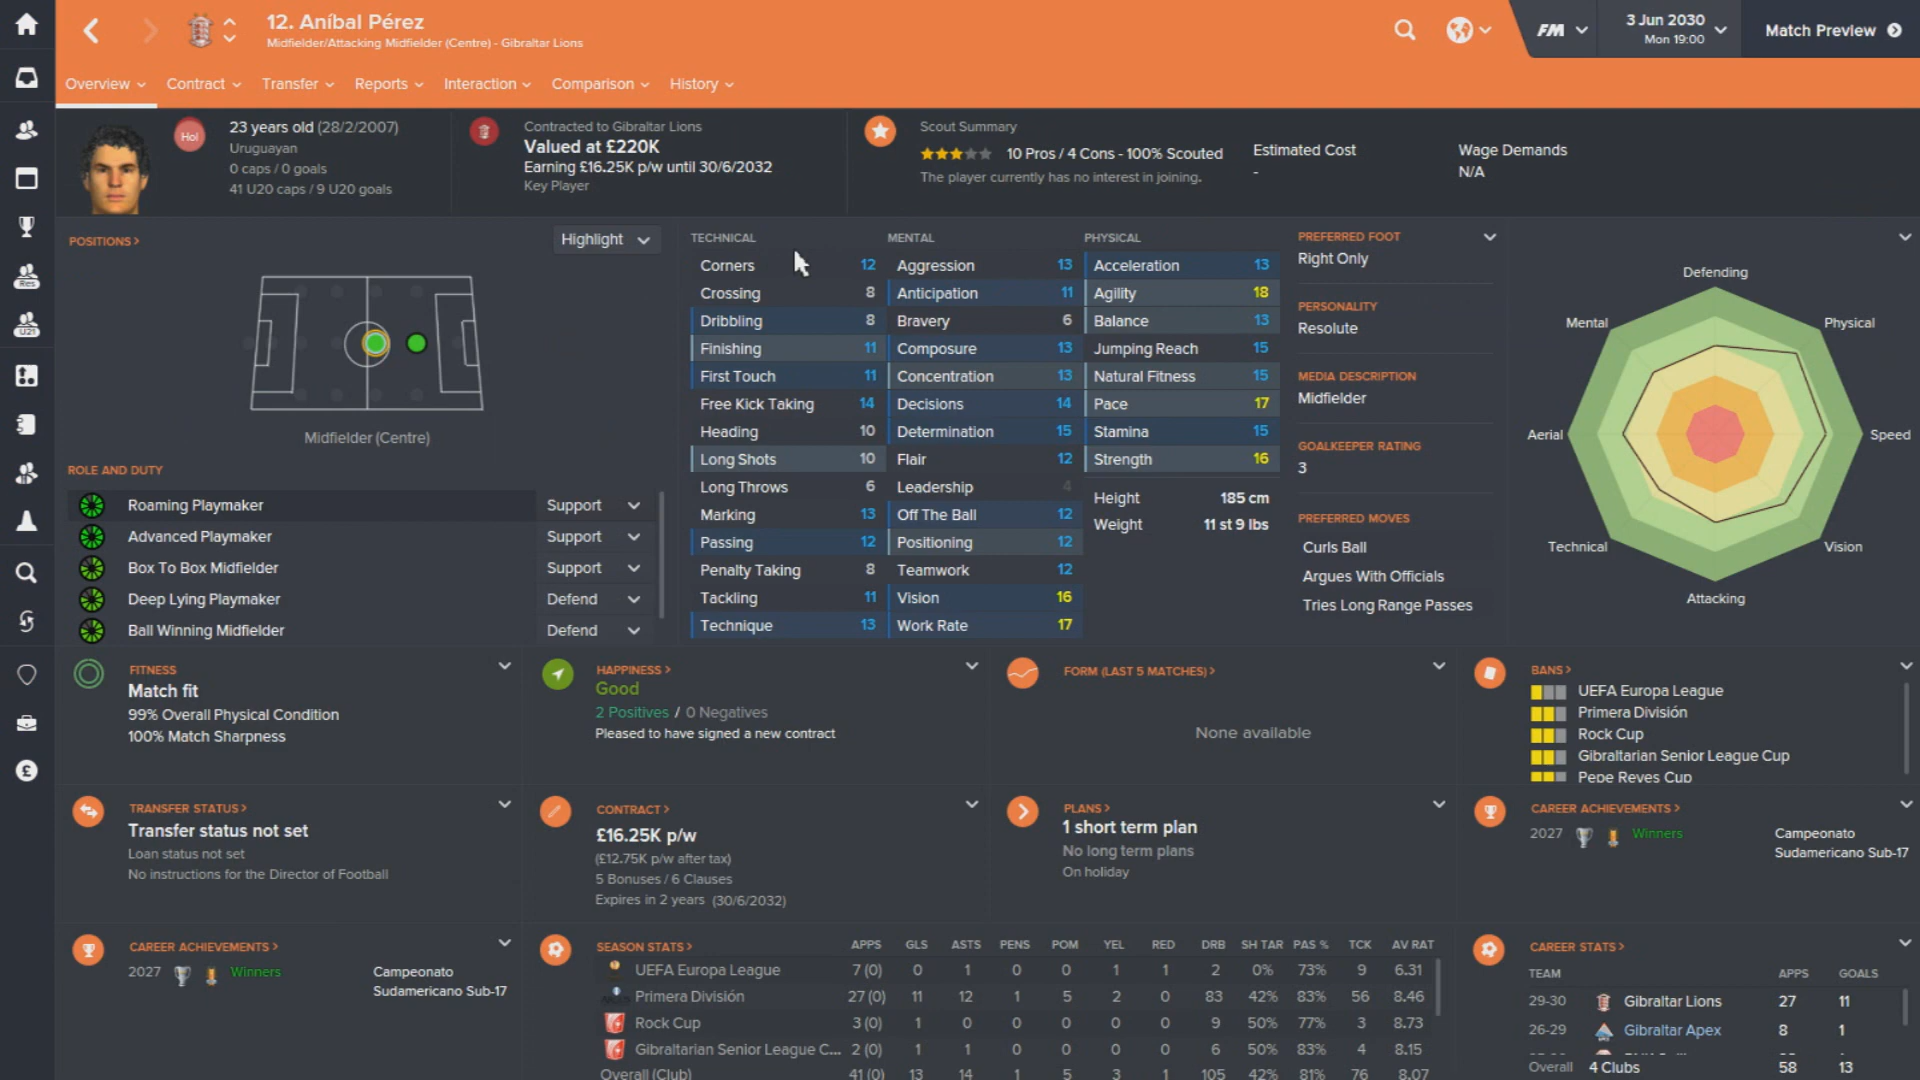 12. Aníbal Pérez
Midfielder/Attacking Midfielder (Centre) - Gibraltar Lions
FM
3 Jun 2030
Mon 19:00
Match Preview
Overview
Contract
Transfer
Reports
Interaction
Comparison
History
Hol
23 years old (28/2/2007)
Uruguayan
0 caps / 0 goals
41 U20 caps / 9 U20 goals
Contracted to Gibraltar Lions
Valued at £220K
Earning £16.25K p/w until 30/6/2032
Key Player
Scout Summary
10 Pros / 4 Cons - 100% Scouted
The player currently has no interest in joining.
Estimated Cost
-
Wage Demands
N/A
Res
U21
POSITIONS >
Highlight
Midfielder (Centre)
ROLE AND DUTY
Roaming Playmaker Support
Advanced Playmaker Support
Box To Box Midfielder Support
Deep Lying Playmaker Defend
Ball Winning Midfielder Defend
TECHNICAL
Corners 12
Crossing 8
Dribbling 8
Finishing 11
First Touch 11
Free Kick Taking 14
Heading 10
Long Shots 10
Long Throws 6
Marking 13
Passing 12
Penalty Taking 8
Tackling 11
Technique 13
MENTAL
Aggression 13
Anticipation 11
Bravery 6
Composure 13
Concentration 13
Decisions 14
Determination 15
Flair 12
Leadership 4
Off The Ball 12
Positioning 12
Teamwork 12
Vision 16
Work Rate 17
PHYSICAL
Acceleration 13
Agility 18
Balance 13
Jumping Reach 15
Natural Fitness 15
Pace 17
Stamina 15
Strength 16
Height 185 cm
Weight 11 st 9 lbs
PREFERRED FOOT
Right Only
PERSONALITY
Resolute
MEDIA DESCRIPTION
Midfielder
GOALKEEPER RATING
3
PREFERRED MOVES
Curls Ball
Argues With Officials
Tries Long Range Passes
Defending
Mental
Physical
Aerial
Speed
Technical
Vision
Attacking
FITNESS
Match fit
99% Overall Physical Condition
100% Match Sharpness
HAPPINESS >
Good
2 Positives / 0 Negatives
Pleased to have signed a new contract
FORM (LAST 5 MATCHES) >
None available
BANS >
UEFA Europa League
Primera División
Rock Cup
Gibraltarian Senior League Cup
Pepe Reyes Cup
TRANSFER STATUS >
Transfer status not set
Loan status not set
No instructions for the Director of Football
CONTRACT >
£16.25K p/w
(£12.75K p/w after tax)
5 Bonuses / 6 Clauses
Expires in 2 years (30/6/2032)
PLANS >
1 short term plan
No long term plans
On holiday
CAREER ACHIEVEMENTS >
2027 Winners Campeonato
Sudamericano Sub-17
CAREER ACHIEVEMENTS >
2027 Winners Campeonato
Sudamericano Sub-17
SEASON STATS > APPS GLS ASTS PENS POM YEL RED DRB SH TAR PAS % TCK AV RAT
UEFA Europa League 7 (0) 0 1 0 0 1 1 2 0% 73% 9 6.31
Primera División 27 (0) 11 12 1 5 2 0 83 42% 83% 56 8.46
Rock Cup 3 (0) 1 0 0 0 0 0 9 50% 77% 3 8.73
Gibraltarian Senior League C... 2 (0) 1 1 0 0 0 0 6 50% 83% 4 8.15
Overall (Club) 41 (0) 13 14 1 5 3 1 105 42% 81% 76 8.07
CAREER STATS >
TEAM APPS GOALS
29-30 Gibraltar Lions 27 11
26-29 Gibraltar Apex 8 1
Overall 4 Clubs 58 13